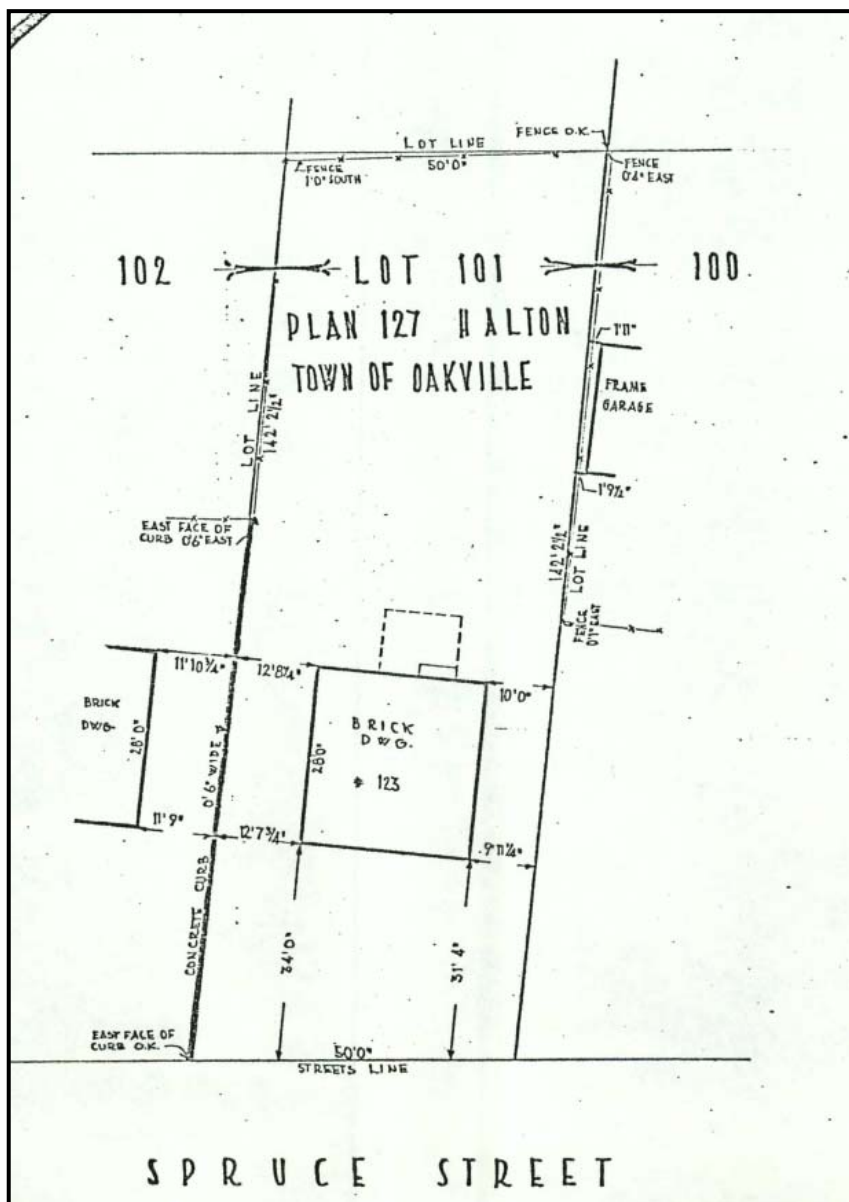 LOT LINE
50'0"
FENCE O.K.
FENCE
1'0" SOUTH
FENCE
0'4" EAST
102
LOT 101
100
PLAN 127 HALTON
TOWN OF OAKVILLE
1'11"
FRAME
GARAGE
LOT LINE
142' 2½"
1'9½"
EAST FACE OF
CURB 0'6" EAST
142' 2½"
LOT LINE
FENCE
0'1" EAST
11'10¾"
12'8¼"
10'0"
BRICK
DWG.
28'0"
0'6" WIDE
BRICK
DWG.
# 123
28'0"
11'9"
12'7¾"
9'11¼"
CONCRETE CURB
34'0"
31'4"
EAST FACE OF
CURB O.K.
50'0"
STREETS LINE
SPRUCE STREET